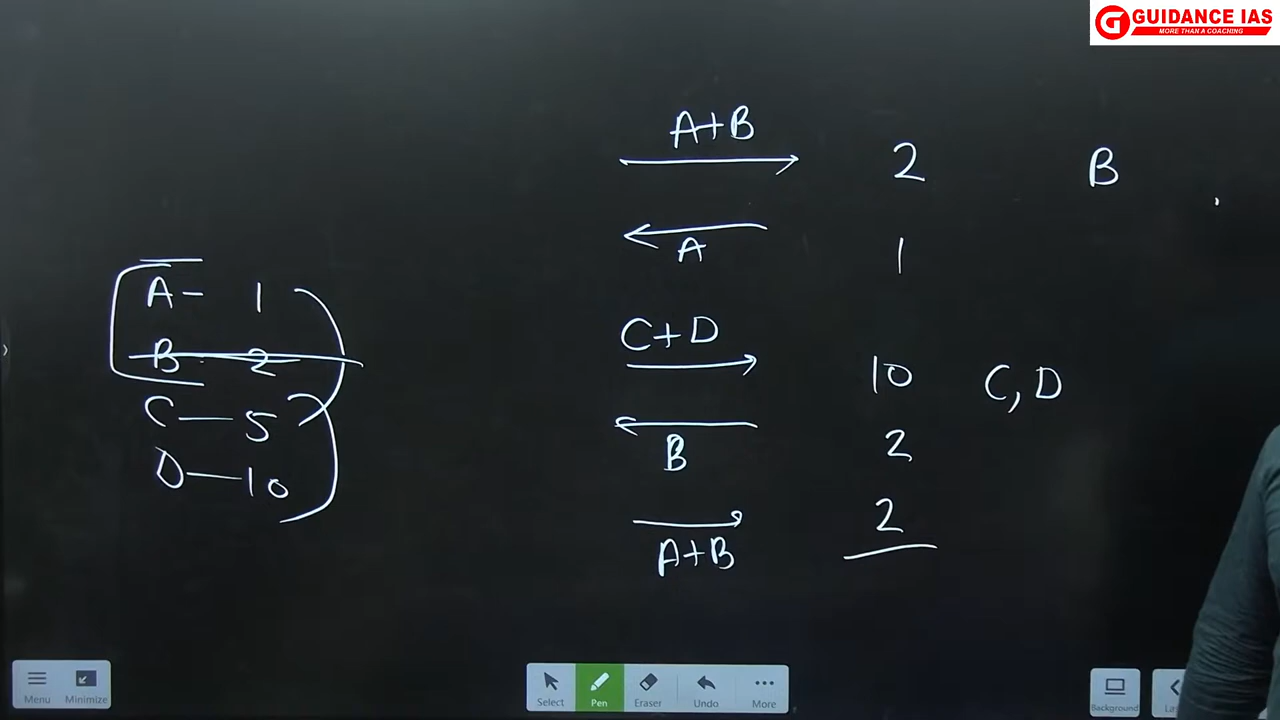 GUIDANCE IAS
MORE THAN A COACHING
A+B
2 B
A
1
C+D
10 C, D
B
2
2
A+B
A- 1
B 2
C- 5
D- 10
Menu
Minimize
Select
Pen
Eraser
Undo
More
Background